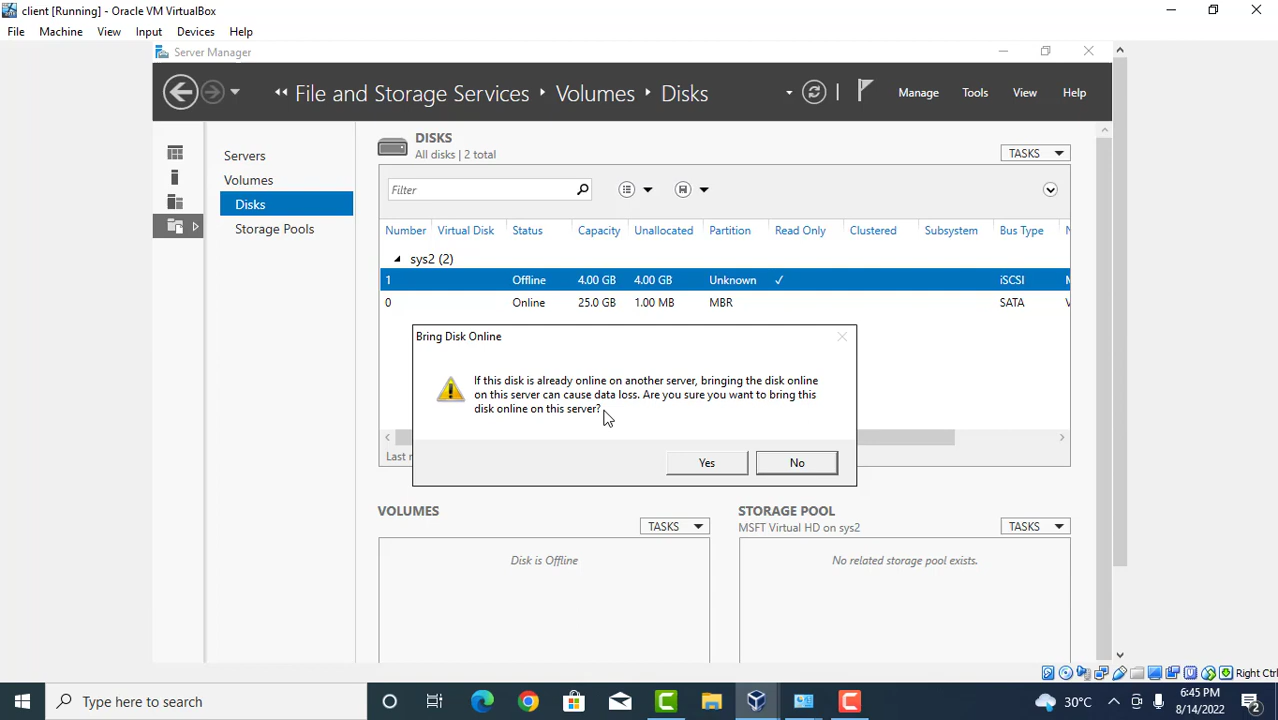 client [Running] - Oracle VM VirtualBox
File Machine View Input Devices Help
Server Manager
File and Storage Services Volumes Disks
Manage Tools View Help
Servers
Volumes
Disks
Storage Pools
DISKS
All disks | 2 total
TASKS
Filter
Number Virtual Disk Status Capacity Unallocated Partition Read Only Clustered Subsystem Bus Type
sys2 (2)
1 Offline 4.00 GB 4.00 GB Unknown ✓ iSCSI
0 Online 25.0 GB 1.00 MB MBR SATA
Bring Disk Online
If this disk is already online on another server, bringing the disk online
on this server can cause data loss. Are you sure you want to bring this
disk online on this server?
Yes No
Last
VOLUMES
TASKS
Disk is Offline
STORAGE POOL
MSFT Virtual HD on sys2
TASKS
No related storage pool exists.
Right Ctrl
Type here to search
30°C
6:45 PM
8/14/2022
2